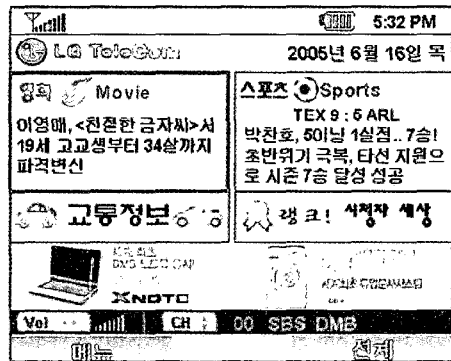 5:32 PM
LG TeleCom
2005년 6월 16일 목
영화 Movie
이영애, <친절한 금자씨>서
19세 고교생부터 34살까지
파격변신
스포츠 Sports
TEX 9 : 5 ARL
박찬호, 5이닝 1실점.. 7승!
초반위기 극복, 타선 지원으
로 시즌 7승 달성 성공
교통정보
랭크! 시청자 세상
XNOTE
Vol
CH
00 SBS DMB
메뉴
선택